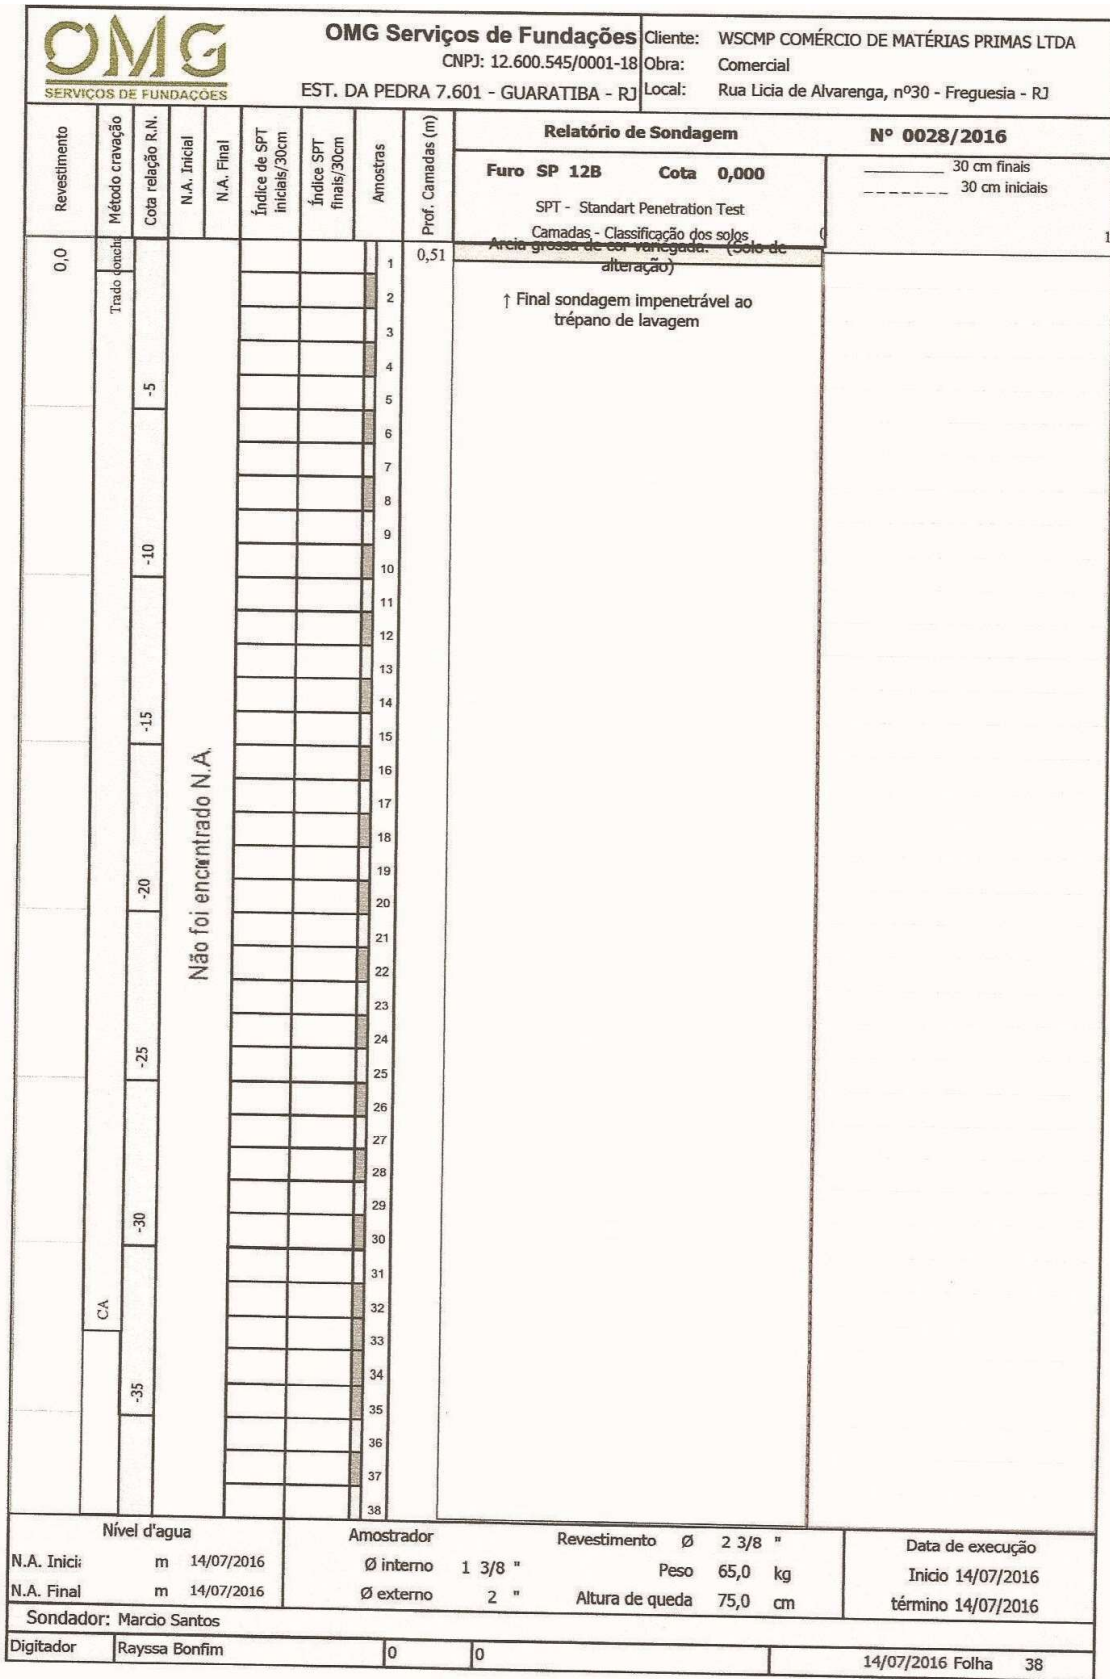 OMG
SERVIÇOS DE FUNDAÇÕES
OMG Serviços de Fundações
CNPJ: 12.600.545/0001-18
EST. DA PEDRA 7.601 - GUARATIBA - RJ
Cliente: WSCMP COMÉRCIO DE MATÉRIAS PRIMAS LTDA
Obra: Comercial
Local: Rua Licia de Alvarenga, nº30 - Freguesia - RJ
Revestimento
Método cravação
Cota relação R.N.
N.A. Inicial
N.A. Final
Índice de SPT iniciais/30cm
Índice SPT finais/30cm
Amostras
Prof. Camadas (m)
Relatório de Sondagem
Nº 0028/2016
Furo SP 12B Cota 0,000
SPT - Standart Penetration Test
Camadas - Classificação dos solos
30 cm finais
30 cm iniciais
0 1
0,0
Trado concha
0,51
Areia grossa de cor variegada. (Solo de
alteração)
↑ Final sondagem impenetrável ao
trépano de lavagem
1
2
3
4
-5
5
6
7
8
9
-10
10
11
12
13
14
-15
15
16
17
18
19
-20
20
21
22
23
24
-25
25
26
27
28
29
-30
30
31
32
33
34
-35
35
36
37
38
Não foi encontrado N.A.
CA
Nível d'agua
N.A. Inici m 14/07/2016
N.A. Final m 14/07/2016
Amostrador
Ø interno 1 3/8 "
Ø externo 2 "
Revestimento Ø 2 3/8 "
Peso 65,0 kg
Altura de queda 75,0 cm
Data de execução
Inicio 14/07/2016
término 14/07/2016
Sondador: Marcio Santos
Digitador Rayssa Bonfim 0 0 14/07/2016 Folha 38